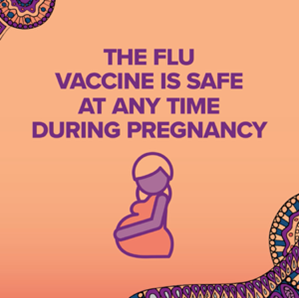 THE FLU
VACCINE IS SAFE
AT ANY TIME
DURING PREGNANCY